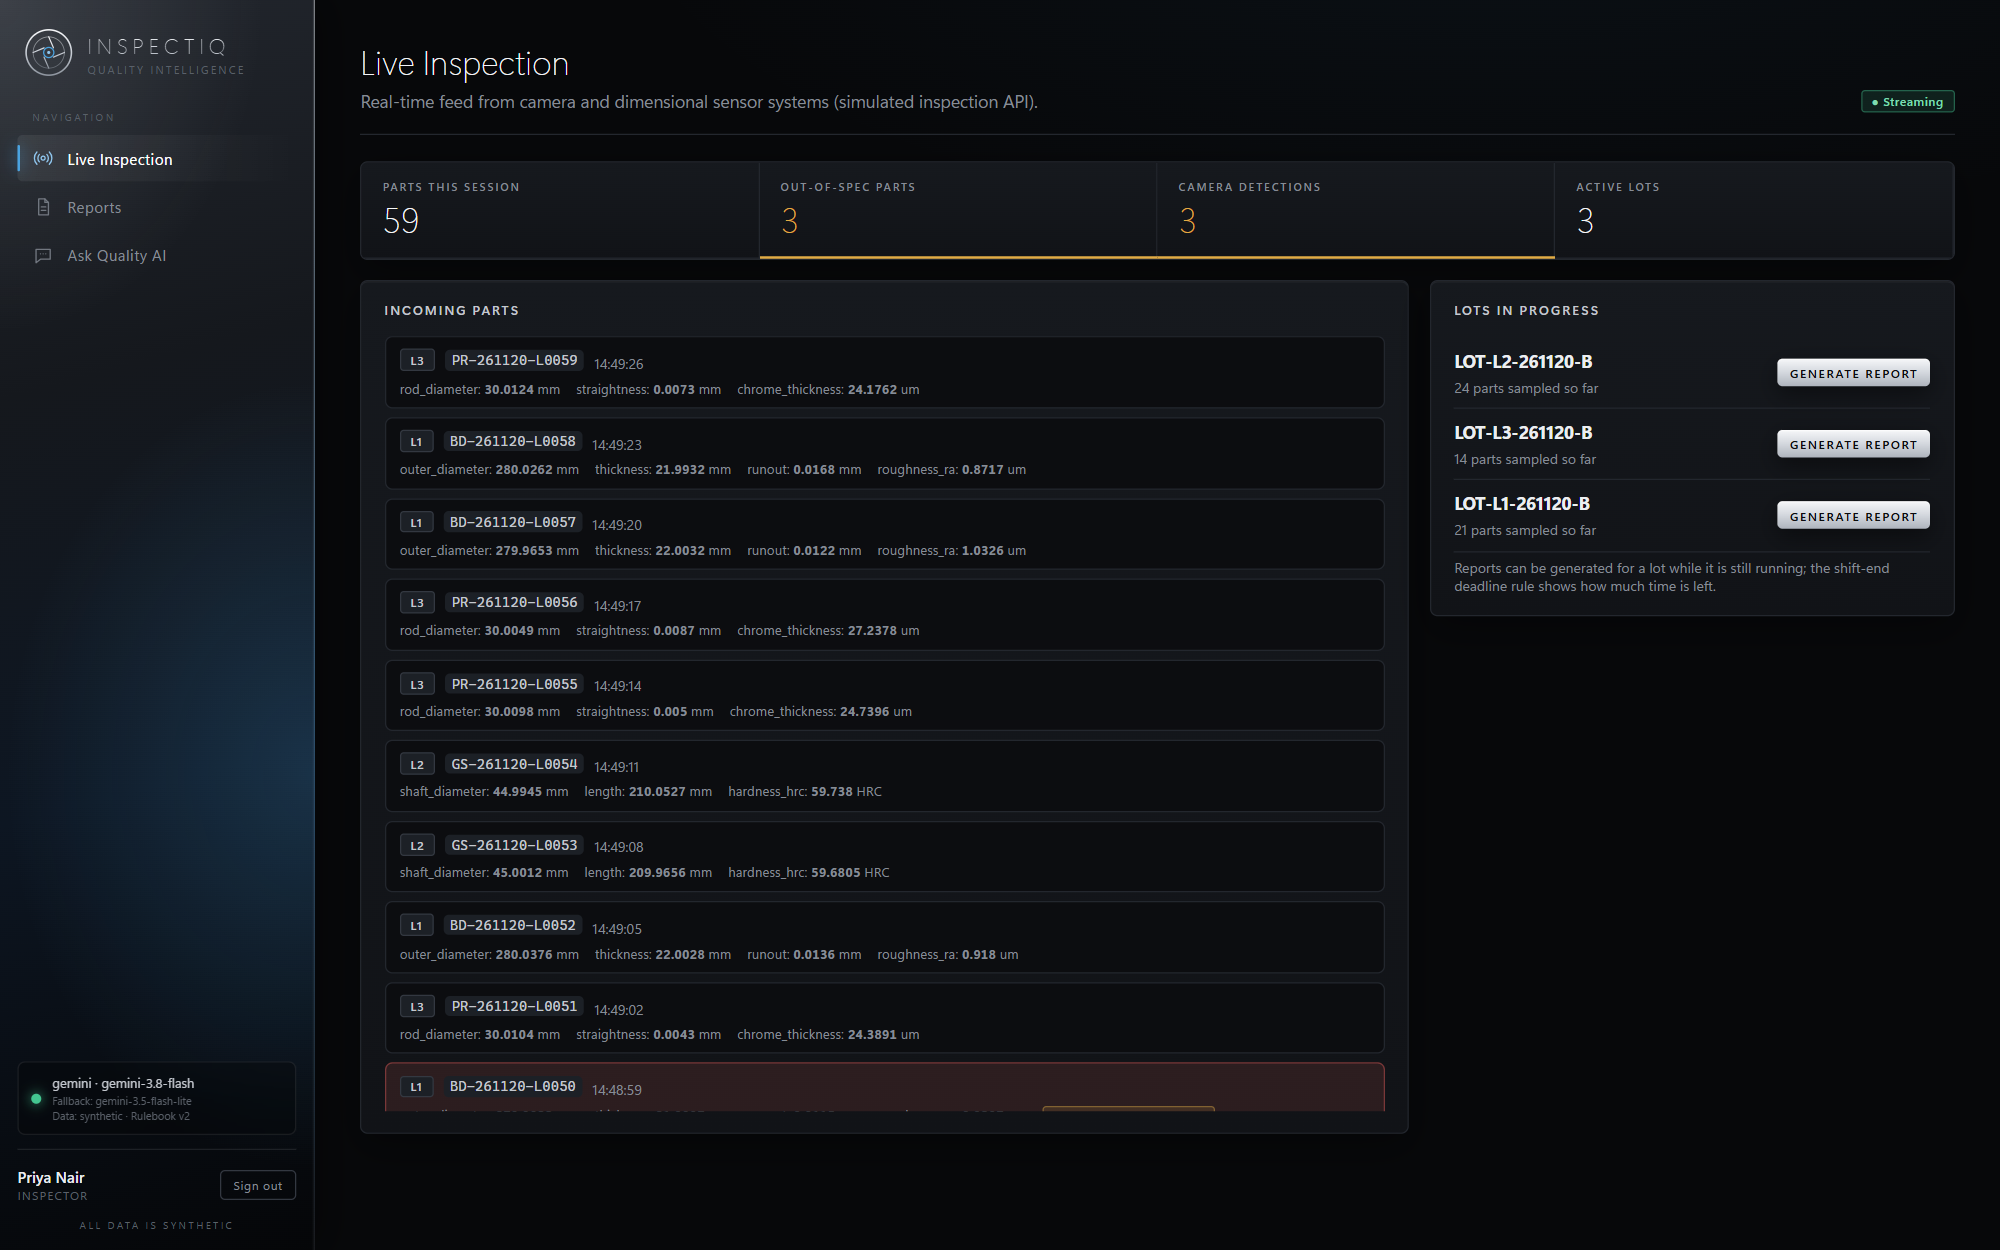 INSPECTIQ
QUALITY INTELLIGENCE
NAVIGATION
Live Inspection
Reports
Ask Quality AI
gemini · gemini-3.8-flash
Fallback: gemini-3.5-flash-lite
Data: synthetic · Rulebook v2
Priya Nair
INSPECTOR
Sign out
ALL DATA IS SYNTHETIC
Live Inspection
Real-time feed from camera and dimensional sensor systems (simulated inspection API).
● Streaming
PARTS THIS SESSION
59
OUT-OF-SPEC PARTS
3
CAMERA DETECTIONS
3
ACTIVE LOTS
3
INCOMING PARTS
L3 PR-261120-L0059 14:49:26
rod_diameter: 30.0124 mm straightness: 0.0073 mm chrome_thickness: 24.1762 um
L1 BD-261120-L0058 14:49:23
outer_diameter: 280.0262 mm thickness: 21.9932 mm runout: 0.0168 mm roughness_ra: 0.8717 um
L1 BD-261120-L0057 14:49:20
outer_diameter: 279.9653 mm thickness: 22.0032 mm runout: 0.0122 mm roughness_ra: 1.0326 um
L3 PR-261120-L0056 14:49:17
rod_diameter: 30.0049 mm straightness: 0.0087 mm chrome_thickness: 27.2378 um
L3 PR-261120-L0055 14:49:14
rod_diameter: 30.0098 mm straightness: 0.005 mm chrome_thickness: 24.7396 um
L2 GS-261120-L0054 14:49:11
shaft_diameter: 44.9945 mm length: 210.0527 mm hardness_hrc: 59.738 HRC
L2 GS-261120-L0053 14:49:08
shaft_diameter: 45.0012 mm length: 209.9656 mm hardness_hrc: 59.6805 HRC
L1 BD-261120-L0052 14:49:05
outer_diameter: 280.0376 mm thickness: 22.0028 mm runout: 0.0136 mm roughness_ra: 0.918 um
L3 PR-261120-L0051 14:49:02
rod_diameter: 30.0104 mm straightness: 0.0043 mm chrome_thickness: 24.3891 um
L1 BD-261120-L0050 14:48:59
LOTS IN PROGRESS
LOT-L2-261120-B
24 parts sampled so far
GENERATE REPORT
LOT-L3-261120-B
14 parts sampled so far
GENERATE REPORT
LOT-L1-261120-B
21 parts sampled so far
GENERATE REPORT
Reports can be generated for a lot while it is still running; the shift-end
deadline rule shows how much time is left.